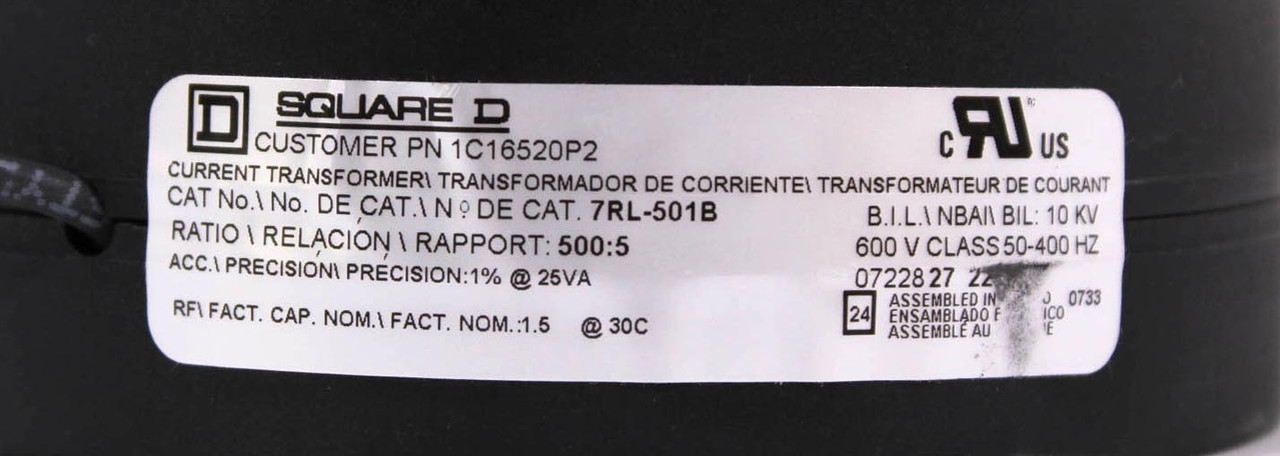 D SQUARE D
CUSTOMER PN 1C16520P2
C RU US
CURRENT TRANSFORMER\ TRANSFORMADOR DE CORRIENTE\ TRANSFORMATEUR DE COURANT
CAT No.\ No. DE CAT.\ Nº DE CAT. 7RL-501B
B.I.L.\ NBAI\ BIL: 10 KV
RATIO \ RELACIÓN \ RAPPORT: 500:5
600 V CLASS 50-400 HZ
ACC.\ PRECISIÓN\ PRÉCISION:1% @ 25VA
072282722
RF\ FACT. CAP. NOM.\ FACT. NOM.:1.5 @ 30C
24
ASSEMBLED IN 0733
ENSAMBLADO
ASSEMBLÉ AU